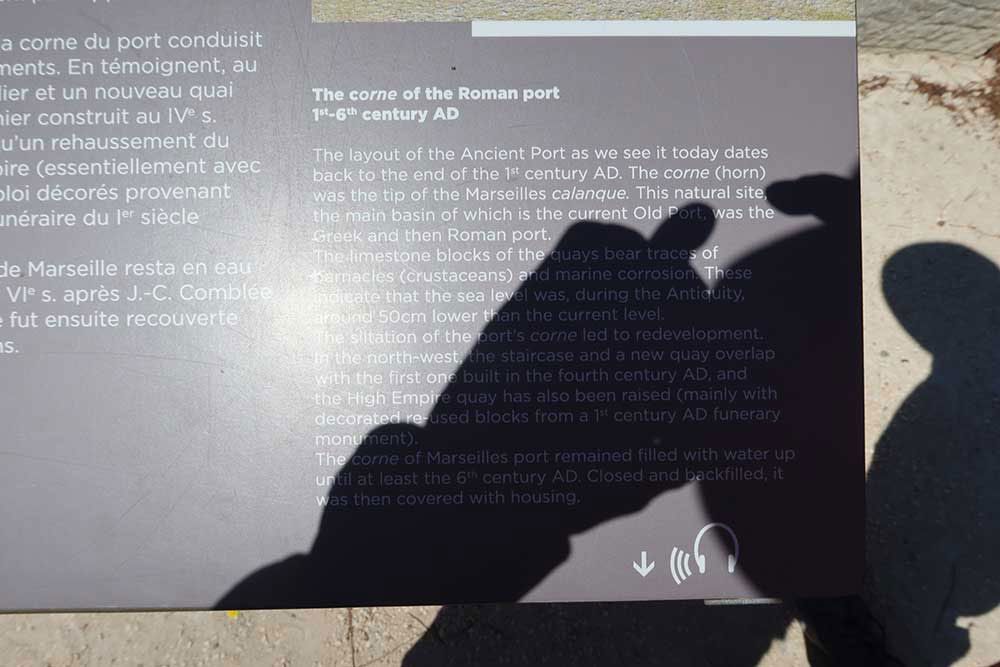 a corne du port conduisit
ments. En témoignent, au
lier et un nouveau quai
nier construit au IVe s.
qu'un rehaussement du
oire (essentiellement avec
ploi décorés provenant
unéraire du Ier siècle
de Marseille resta en eau
VIe s. après J.-C. Comblée
e fut ensuite recouverte
ns.
The corne of the Roman port
1st-6th century AD
The layout of the Ancient Port as we see it today dates
back to the end of the 1st century AD. The corne (horn)
was the tip of the Marseilles calanque. This natural site,
the main basin of which is the current Old Port, was the
Greek and then Roman port.
The limestone blocks of the quays bear traces of
barnacles (crustaceans) and marine corrosion. These
indicate that the sea level was, during the Antiquity,
around 50cm lower than the current level.
The siltation of the port's corne led to redevelopment.
In the north-west, the staircase and a new quay overlap
with the first one built in the fourth century AD, and
the High Empire quay has also been raised (mainly with
decorated re-used blocks from a 1st century AD funerary
monument).
The corne of Marseilles port remained filled with water up
until at least the 6th century AD. Closed and backfilled, it
was then covered with housing.